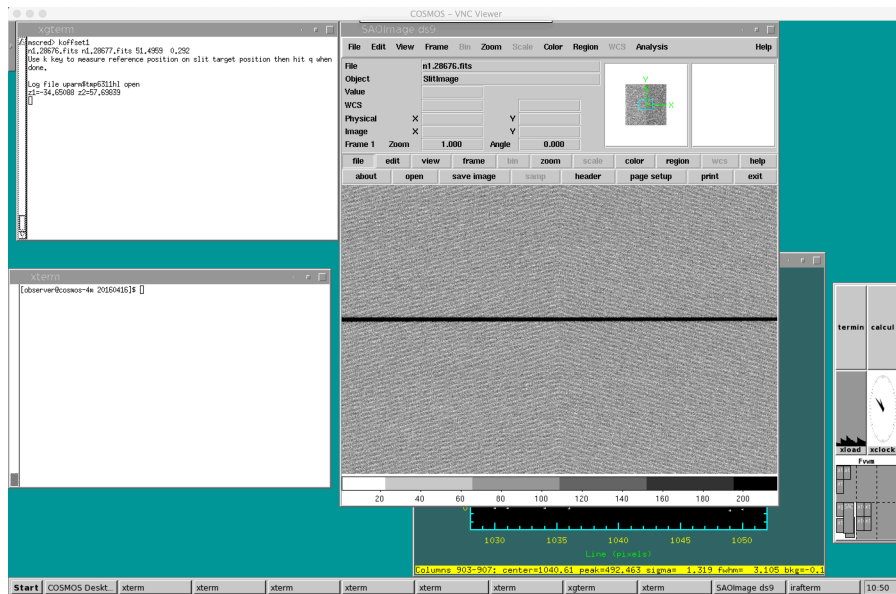 COSMOS – VNC Viewer
xgterm
mscred> koffset1
n1.28676.fits n1.28677.fits 51.4959 0.292
Use k key to measure reference position on slit target position then hit q when
done.
Log file uparm$tmp6311hl open
z1=-34.65088 z2=57.69839
xterm
[observer@cosmos-4m 20160416]$
SAOImage ds9
File Edit View Frame Bin Zoom Scale Color Region WCS Analysis Help
File n1.28676.fits
Object SlitImage
Value
WCS
Physical X Y
Image X Y
Frame 1 Zoom 1.000 Angle 0.000
Y
X
file edit view frame bin zoom scale color region wcs help
about open save image samp header page setup print exit
20 40 60 80 100 120 140 160 180 200
0
1030 1035 1040 1045 1050
Line (pixels)
Columns 903-907: center=1040.61 peak=492.463 sigma= 1.319 fwhm= 3.105 bkg=-0.1
termin calcul
xload xclock
Fvwm
Start COSMOS Deskt.. xterm xterm xterm xterm xterm xterm xgterm xterm SAOImage ds9 irafterm 10:50